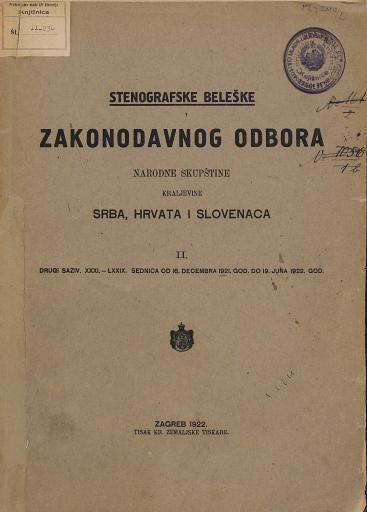 Knjižnica
STENOGRAFSKE BELEŠKE
ZAKONODAVNOG ODBORA
NARODNE SKUPŠTINE
KRALJEVINE
SRBA, HRVATA I SLOVENACA
II.
DRUGI SAZIV. XXXI.—LXXIX. SEDNICA OD 16. DECEMBRA 1921. GOD. DO 19. JUNA 1922. GOD.
ZAGREB 1922.
TISAK KR. ZEMALJSKE TISKARE.